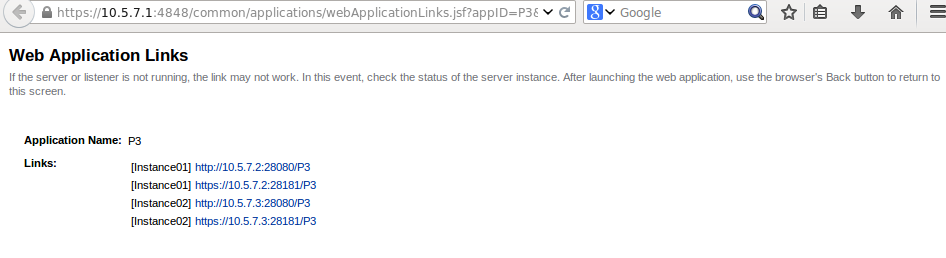 https://10.5.7.1:4848/common/applications/webApplicationLinks.jsf?appID=P3&
Google
Web Application Links
If the server or listener is not running, the link may not work. In this event, check the status of the server instance. After launching the web application, use the browser's Back button to return to
this screen.
Application Name: P3
Links:
[Instance01] http://10.5.7.2:28080/P3
[Instance01] https://10.5.7.2:28181/P3
[Instance02] http://10.5.7.3:28080/P3
[Instance02] https://10.5.7.3:28181/P3